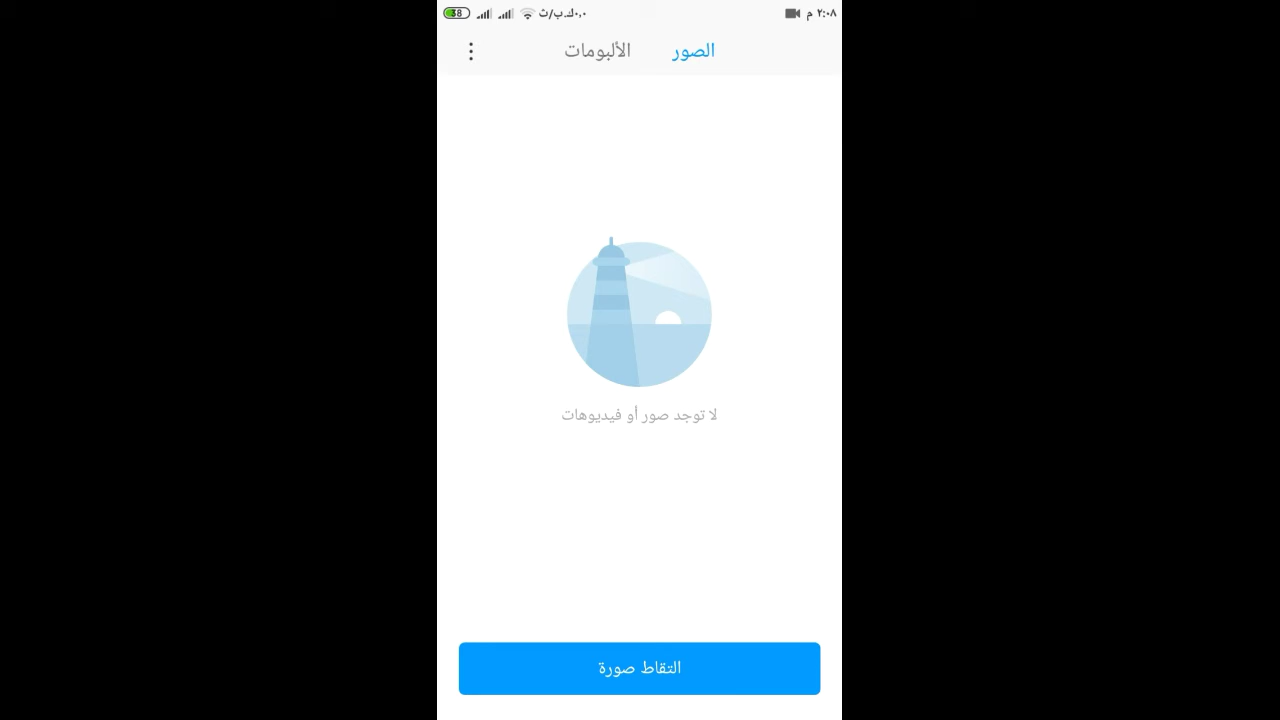 ٢:٠٨ م ٠,٠ك.ب/ث 38
الصور الألبومات
لا توجد صور أو فيديوهات
التقاط صورة